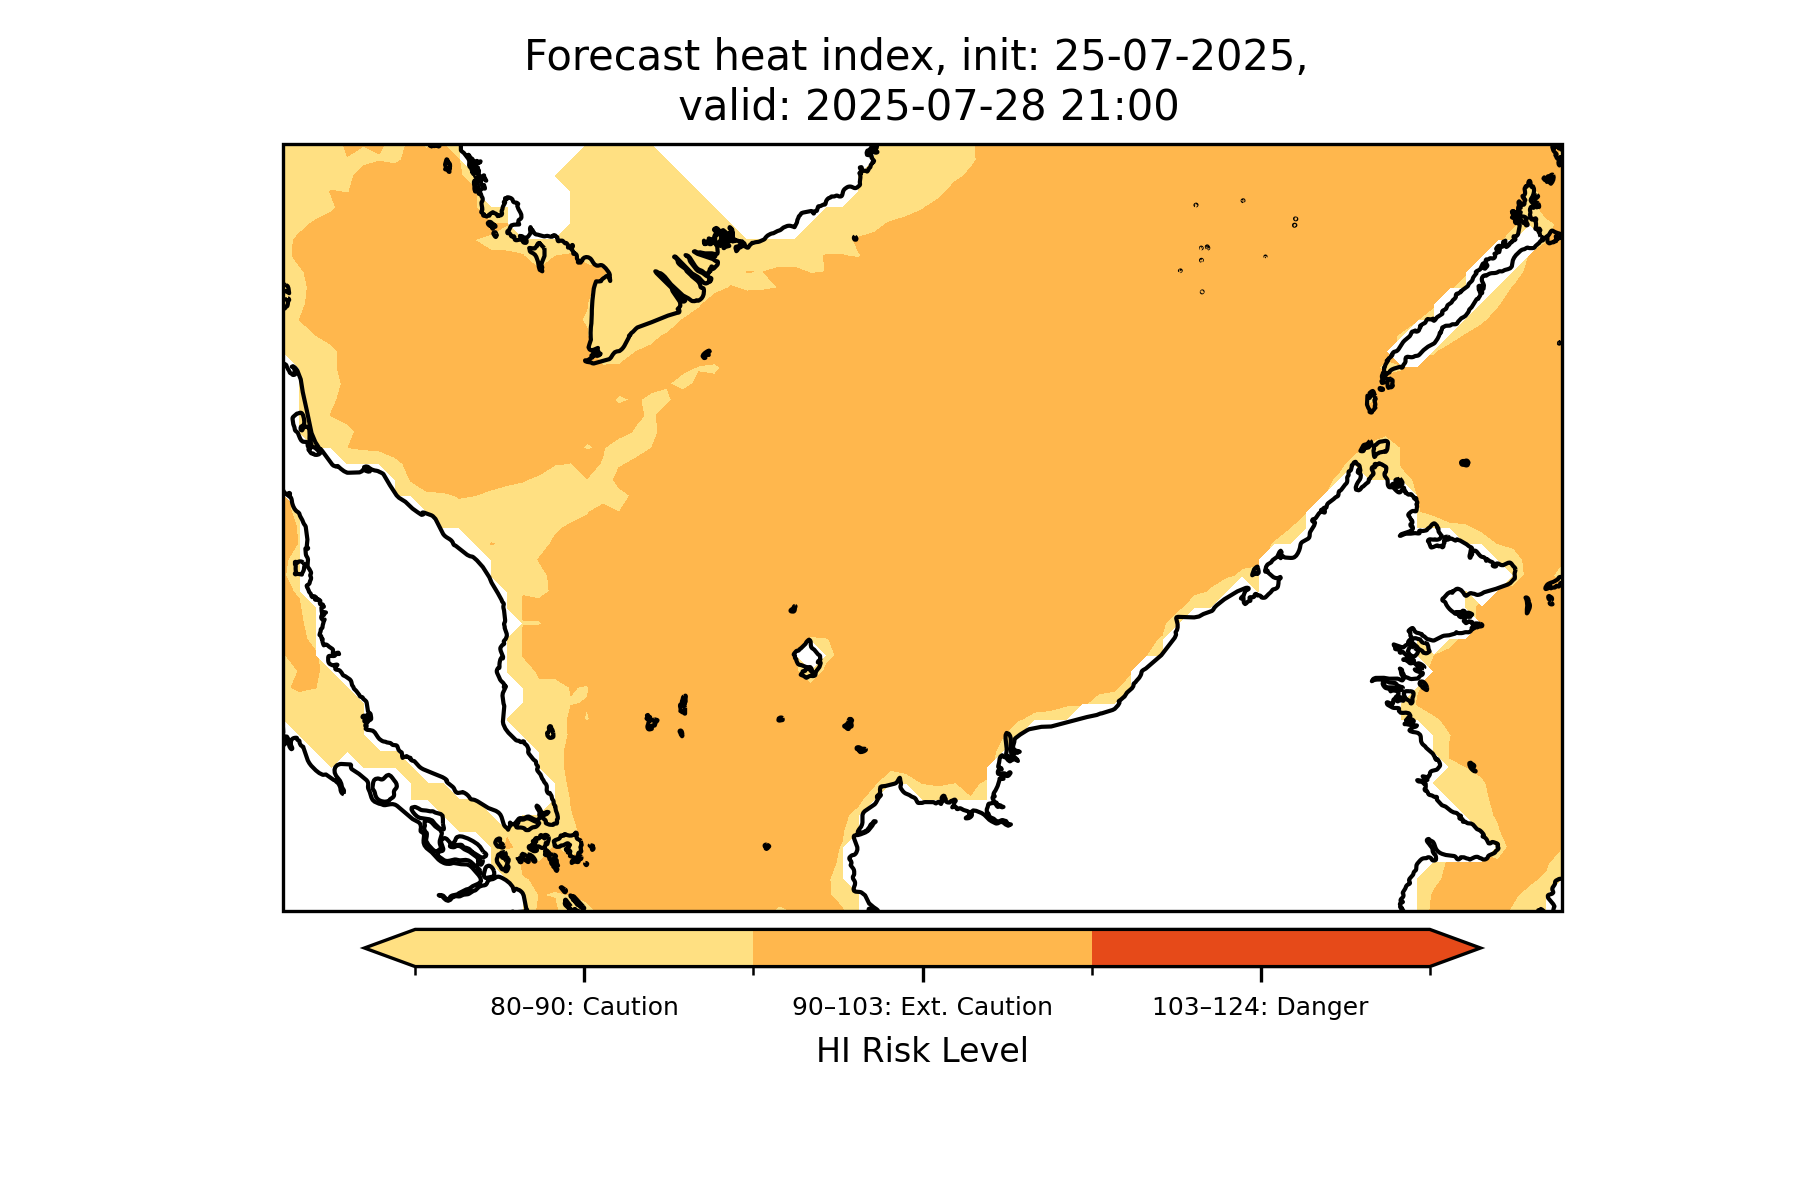 Forecast heat index, init: 25-07-2025,
valid: 2025-07-28 21:00
80–90: Caution
90–103: Ext. Caution
103–124: Danger
HI Risk Level